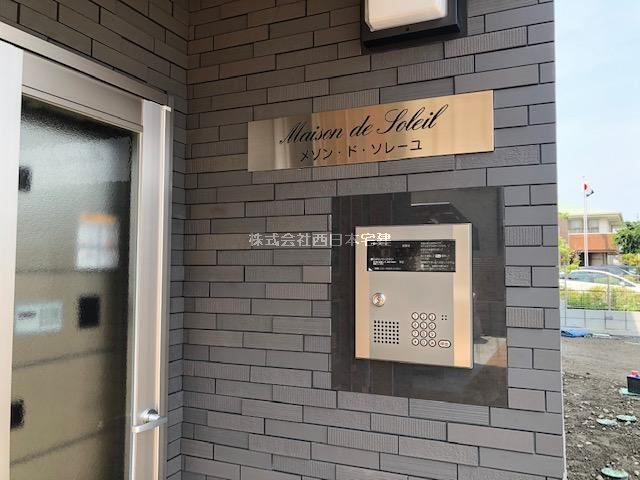 Maison de Soleil
メゾン・ド・ソレーユ
株式会社西日本宅建